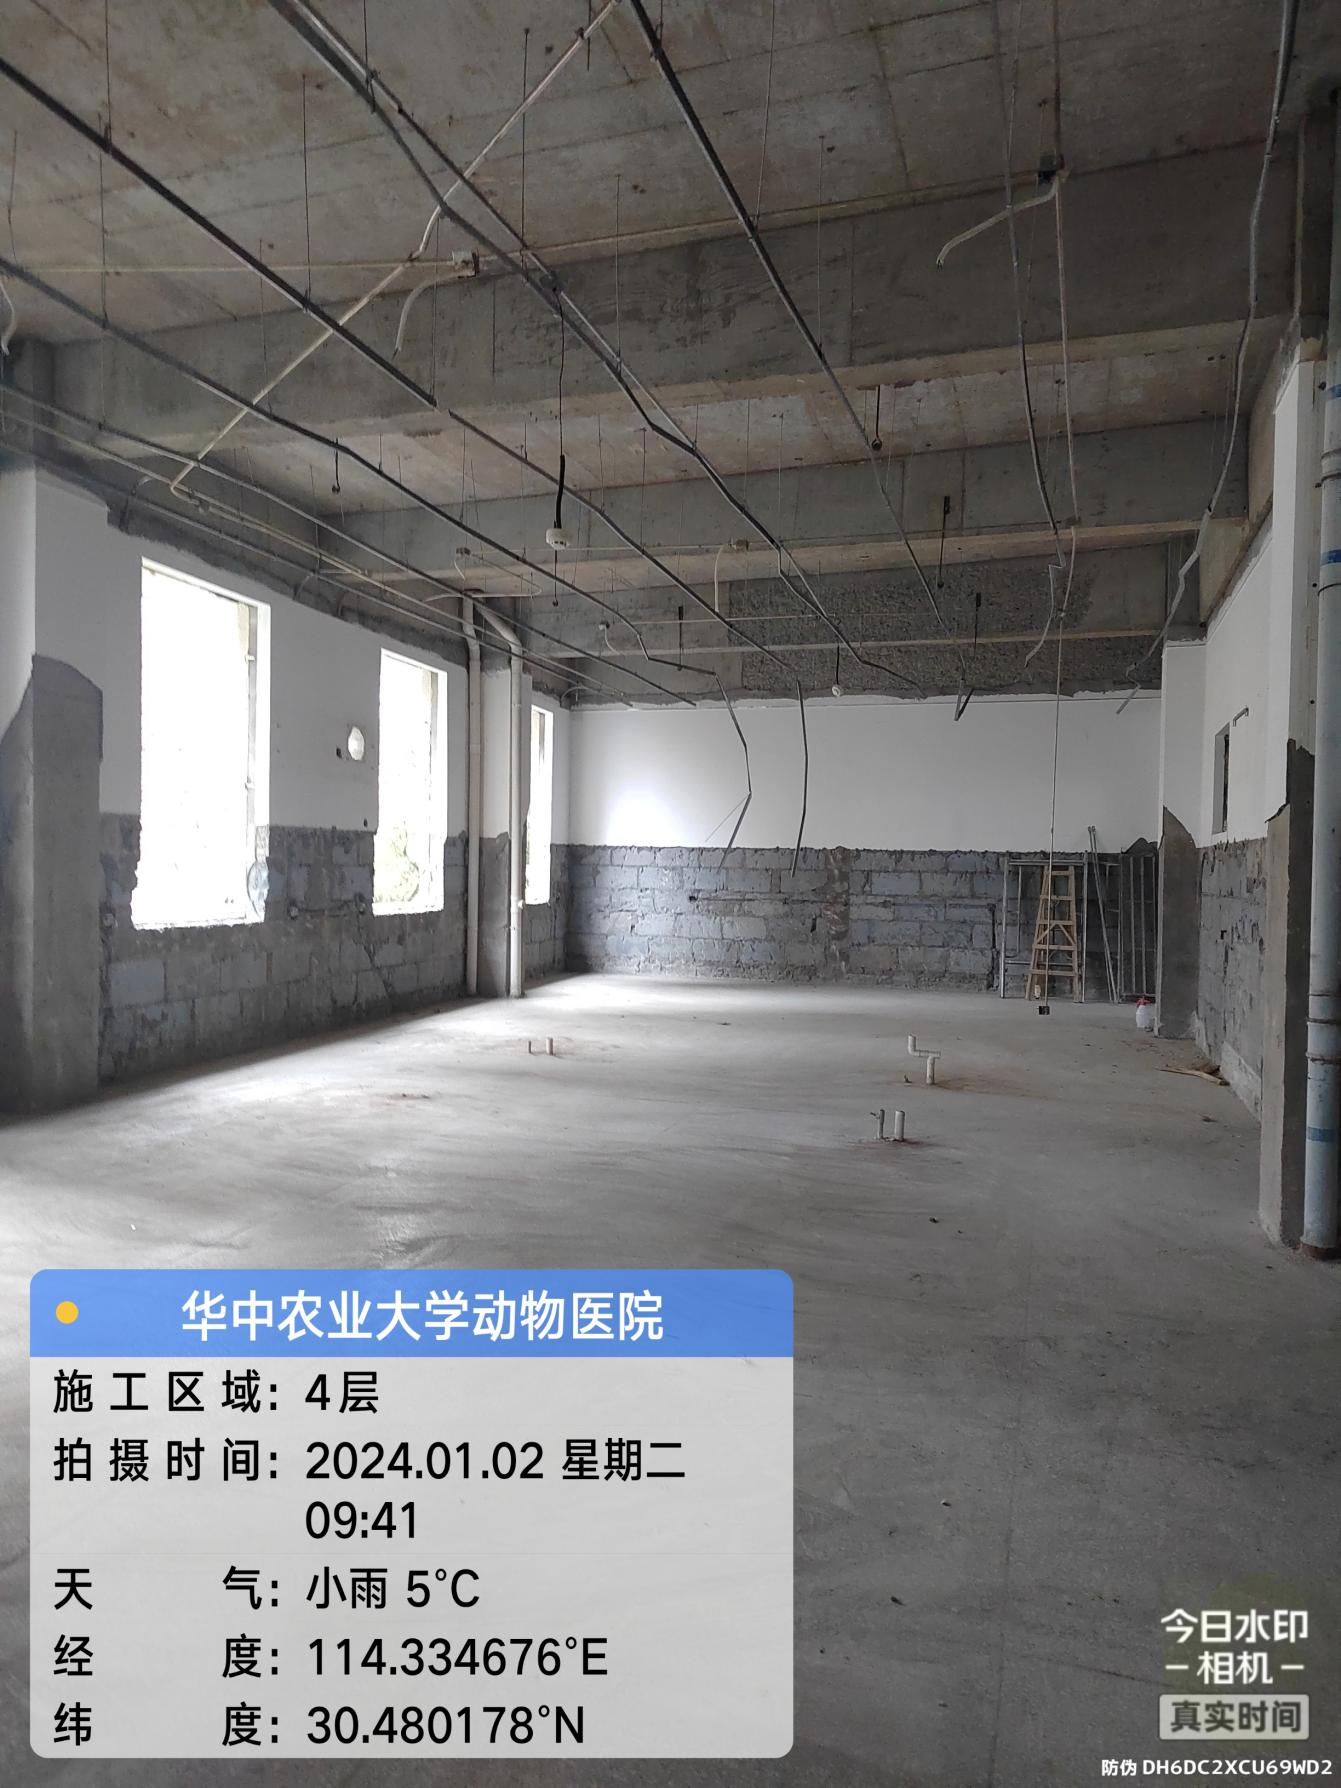 华中农业大学动物医院
施工区域：4层
拍摄时间：2024.01.02 星期二
09:41
天气：小雨 5°C
经度：114.334676°E
纬度：30.480178°N
今日水印
相机
真实时间
防伪 DH6DC2XCU69WD2